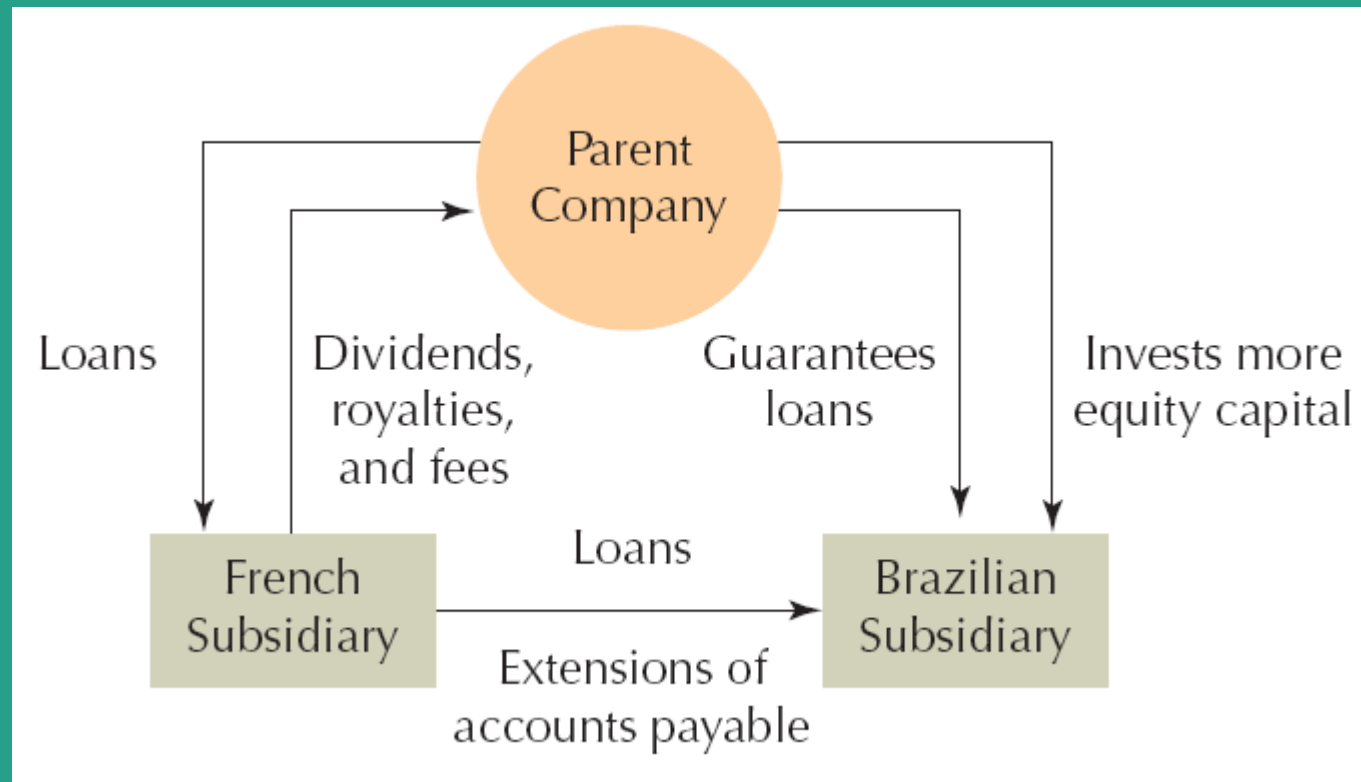 Parent
Company
Loans
Dividends,
royalties,
and fees
Guarantees
loans
Invests more
equity capital
French
Subsidiary
Loans
Extensions of
accounts payable
Brazilian
Subsidiary